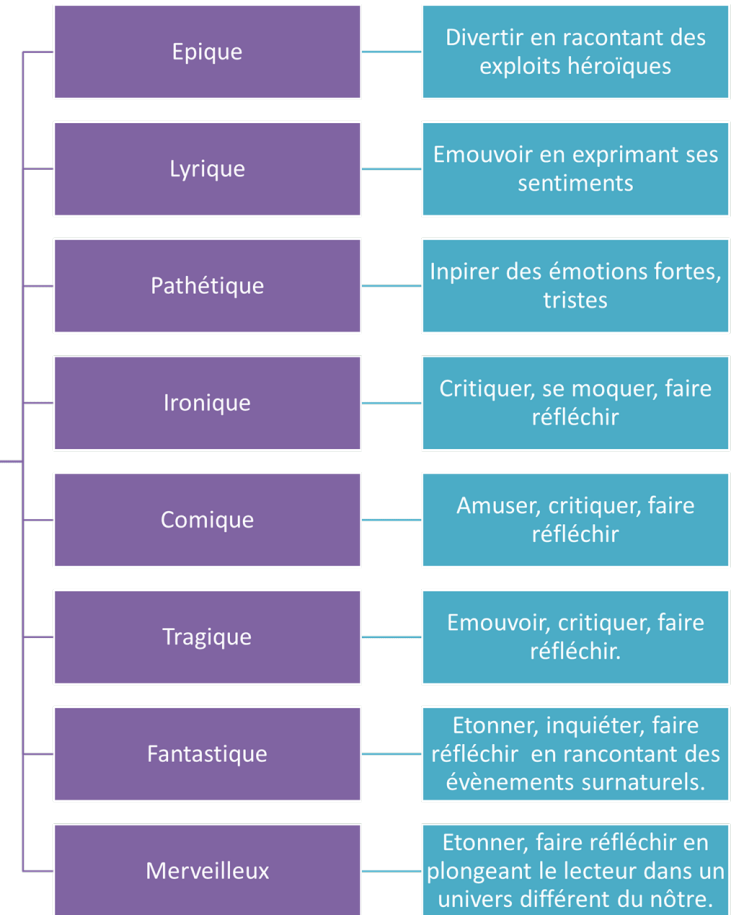 Epique
Divertir en racontant des
exploits héroïques
Lyrique
Emouvoir en exprimant ses
sentiments
Pathétique
Inpirer des émotions fortes,
tristes
Ironique
Critiquer, se moquer, faire
réfléchir
Comique
Amuser, critiquer, faire
réfléchir
Tragique
Emouvoir, critiquer, faire
réfléchir.
Fantastique
Etonner, inquiéter, faire
réfléchir en rancontant des
évènements surnaturels.
Merveilleux
Etonner, faire réfléchir en
plongeant le lecteur dans un
univers différent du nôtre.